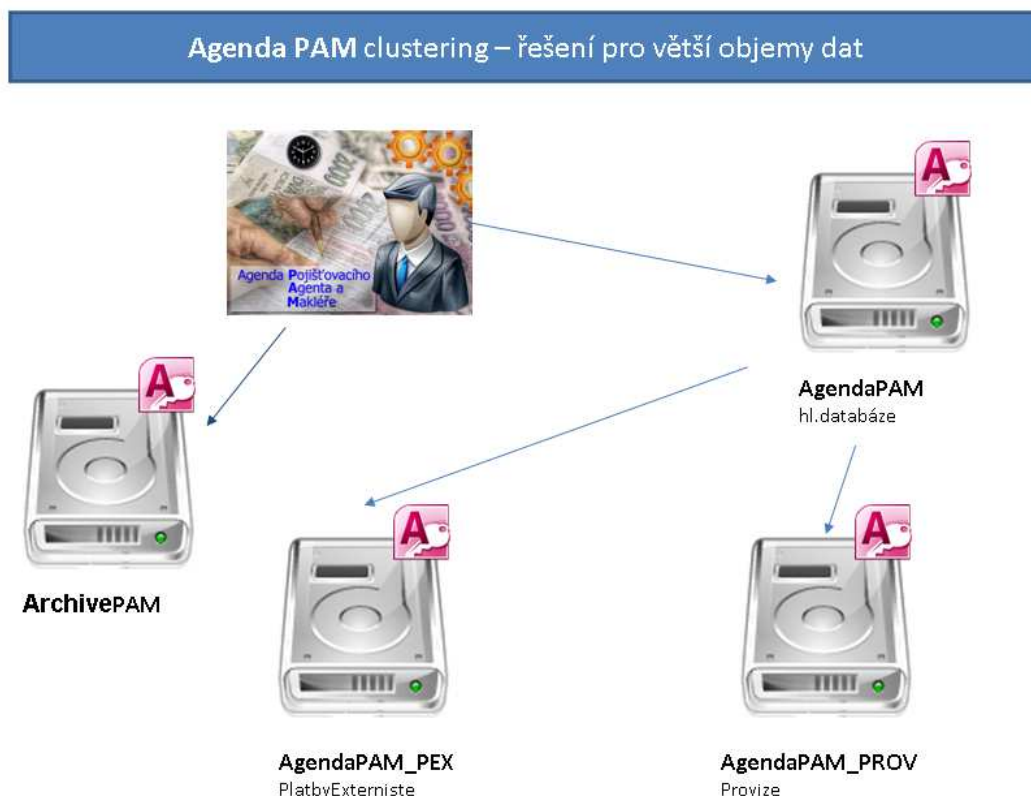 Agenda PAM clustering – řešení pro větší objemy dat
Agenda Pojišťovacího
Agenta a
Makléře
AgendaPAM
hl.databáze
ArchivePAM
AgendaPAM_PEX
PlatbyExterniste
AgendaPAM_PROV
Provize